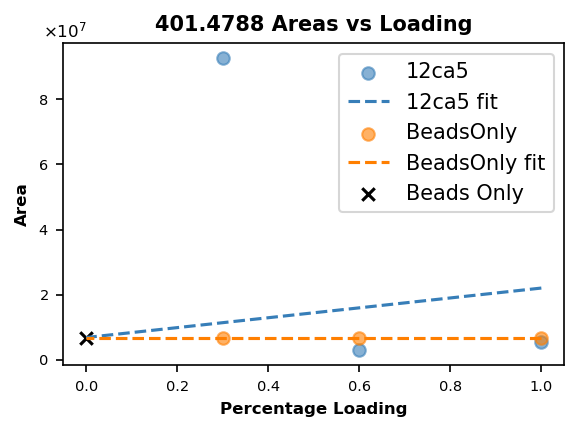 401.4788 Areas vs Loading
×10⁷
8
6
4
2
0
Area
0.0 0.2 0.4 0.6 0.8 1.0
Percentage Loading
12ca5
12ca5 fit
BeadsOnly
BeadsOnly fit
Beads Only